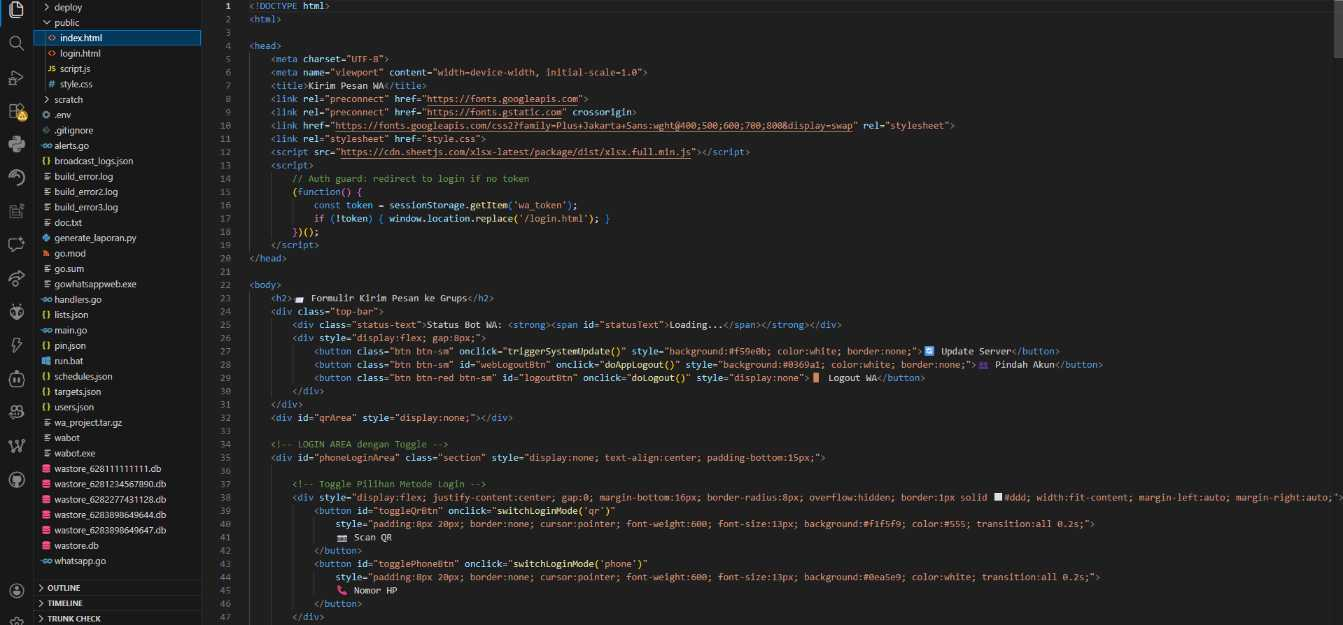 deploy
public
index.html
login.html
JS script.js
# style.css
scratch
.env
.gitignore
alerts.go
{} broadcast_logs.json
build_error.log
build_error2.log
build_error3.log
doc.txt
generate_laporan.py
go.mod
go.sum
gowhatsappweb.exe
handlers.go
{} lists.json
main.go
{} pin.json
run.bat
{} schedules.json
{} targets.json
{} users.json
wa_project.tar.gz
wabot
wabot.exe
wastore_628111111111.db
wastore_6281234567890.db
wastore_6282277431128.db
wastore_6283898649644.db
wastore_6283898649647.db
wastore.db
whatsapp.go
OUTLINE
TIMELINE
TRUNK CHECK
1 <!DOCTYPE html>
2 <html>
3
4 <head>
5 <meta charset="UTF-8">
6 <meta name="viewport" content="width=device-width, initial-scale=1.0">
7 <title>Kirim Pesan WA</title>
8 <link rel="preconnect" href="https://fonts.googleapis.com">
9 <link rel="preconnect" href="https://fonts.gstatic.com" crossorigin>
10 <link href="https://fonts.googleapis.com/css2?family=Plus+Jakarta+Sans:wght@400;500;600;700;800&display=swap" rel="stylesheet">
11 <link rel="stylesheet" href="style.css">
12 <script src="https://cdn.sheetjs.com/xlsx-latest/package/dist/xlsx.full.min.js"></script>
13 <script>
14 // Auth guard: redirect to login if no token
15 (function() {
16 const token = sessionStorage.getItem('wa_token');
17 if (!token) { window.location.replace('/login.html'); }
18 })();
19 </script>
20 </head>
21
22 <body>
23 <h2>📨 Formulir Kirim Pesan ke Grups</h2>
24 <div class="top-bar">
25 <div class="status-text">Status Bot WA: <strong><span id="statusText">Loading...</span></strong></div>
26 <div style="display:flex; gap:8px;">
27 <button class="btn btn-sm" onclick="triggerSystemUpdate()" style="background:#f59e0b; color:white; border:none;">🔄 Update Server</button>
28 <button class="btn btn-sm" id="webLogoutBtn" onclick="doAppLogout()" style="background:#0369a1; color:white; border:none;">👥 Pindah Akun</button>
29 <button class="btn btn-red btn-sm" id="logoutBtn" onclick="doLogout()" style="display:none">🚪 Logout WA</button>
30 </div>
31 </div>
32 <div id="qrArea" style="display:none;"></div>
33
34 <!-- LOGIN AREA dengan Toggle -->
35 <div id="phoneLoginArea" class="section" style="display:none; text-align:center; padding-bottom:15px;">
36
37 <!-- Toggle Pilihan Metode Login -->
38 <div style="display:flex; justify-content:center; gap:0; margin-bottom:16px; border-radius:8px; overflow:hidden; border:1px solid #ddd; width:fit-content; margin-left:auto; margin-right:auto;">
39 <button id="toggleQrBtn" onclick="switchLoginMode('qr')"
40 style="padding:8px 20px; border:none; cursor:pointer; font-weight:600; font-size:13px; background:#f1f5f9; color:#555; transition:all 0.2s;">
41 📷 Scan QR
42 </button>
43 <button id="togglePhoneBtn" onclick="switchLoginMode('phone')"
44 style="padding:8px 20px; border:none; cursor:pointer; font-weight:600; font-size:13px; background:#0ea5e9; color:white; transition:all 0.2s;">
45 📞 Nomor HP
46 </button>
47 </div>